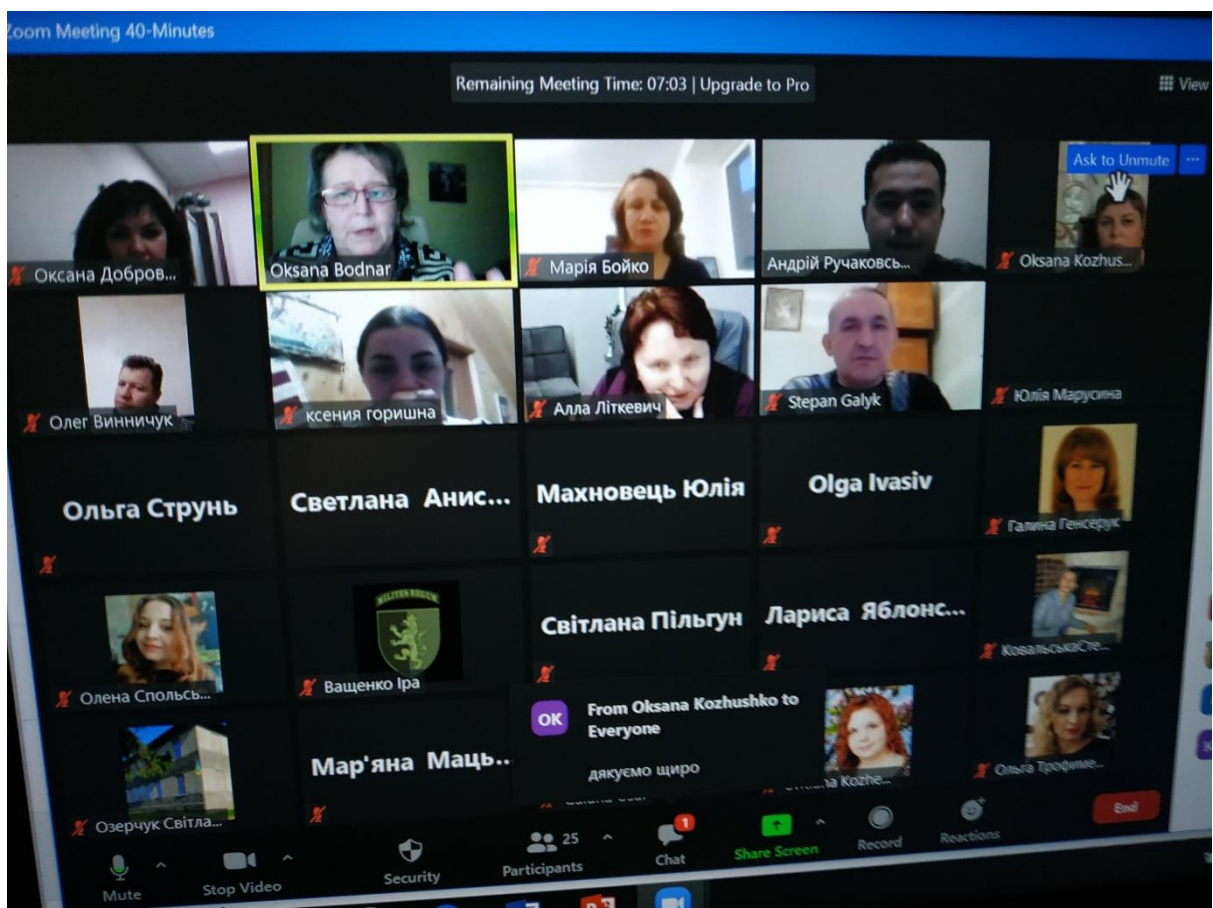 Zoom Meeting 40-Minutes
Remaining Meeting Time: 07:03 | Upgrade to Pro
View
Ask to Unmute
Оксана Добров...
Oksana Bodnar
Марія Бойко
Андрій Ручаковсь...
Oksana Kozhus...
Олег Винничук
ксения горишна
Алла Літкевич
Stepan Galyk
Юлія Марусина
Ольга Струнь
Светлана Анис...
Махновець Юлія
Olga Ivasiv
Галина Генсерук
Олена Спольсь...
MILITES REGUM
Ващенко Іра
Світлана Пільгун
Лариса Яблонс...
КовальськаСте...
Озерчук Світла...
Мар'яна Маць...
OK
From Oksana Kozhushko to
Everyone
дякуємо щиро
Kozhe...
Ольга Трофиме...
Mute
Stop Video
Security
25
Participants
1
Chat
Share Screen
Record
Reactions
End